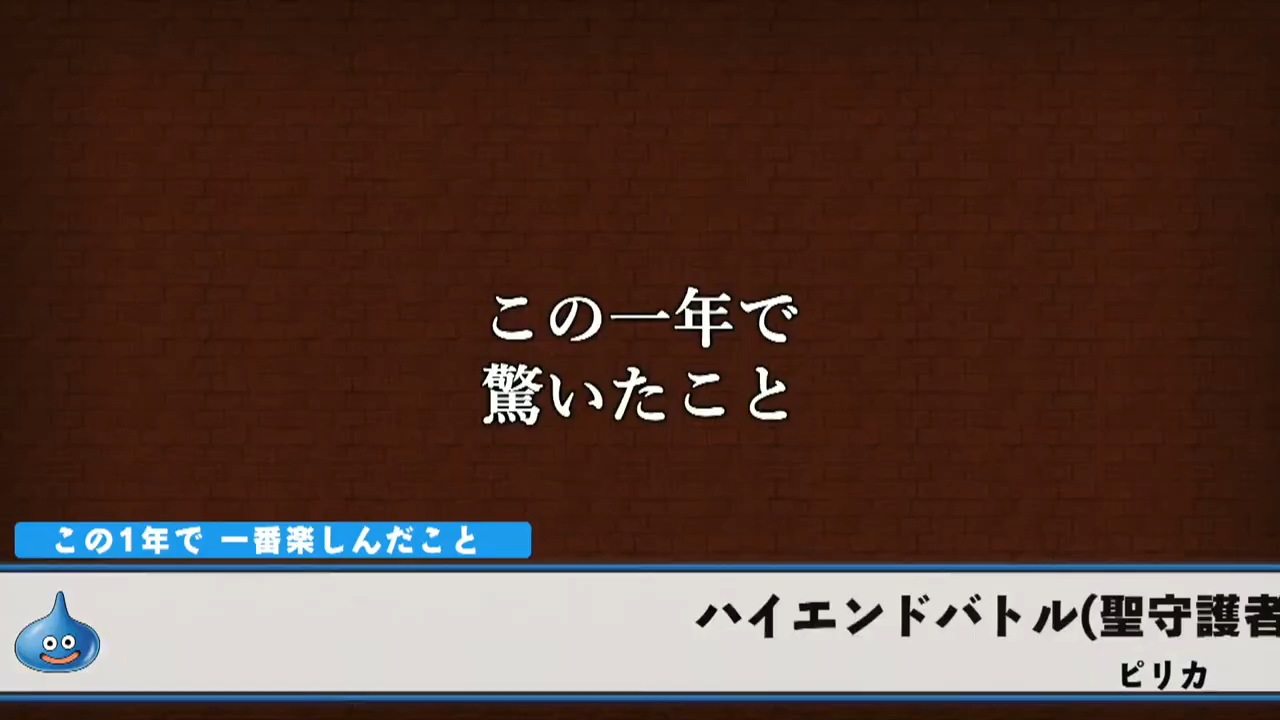 この一年で
驚いたこと
この1年で 一番楽しんだこと
ハイエンドバトル(聖守護者
ピリカ